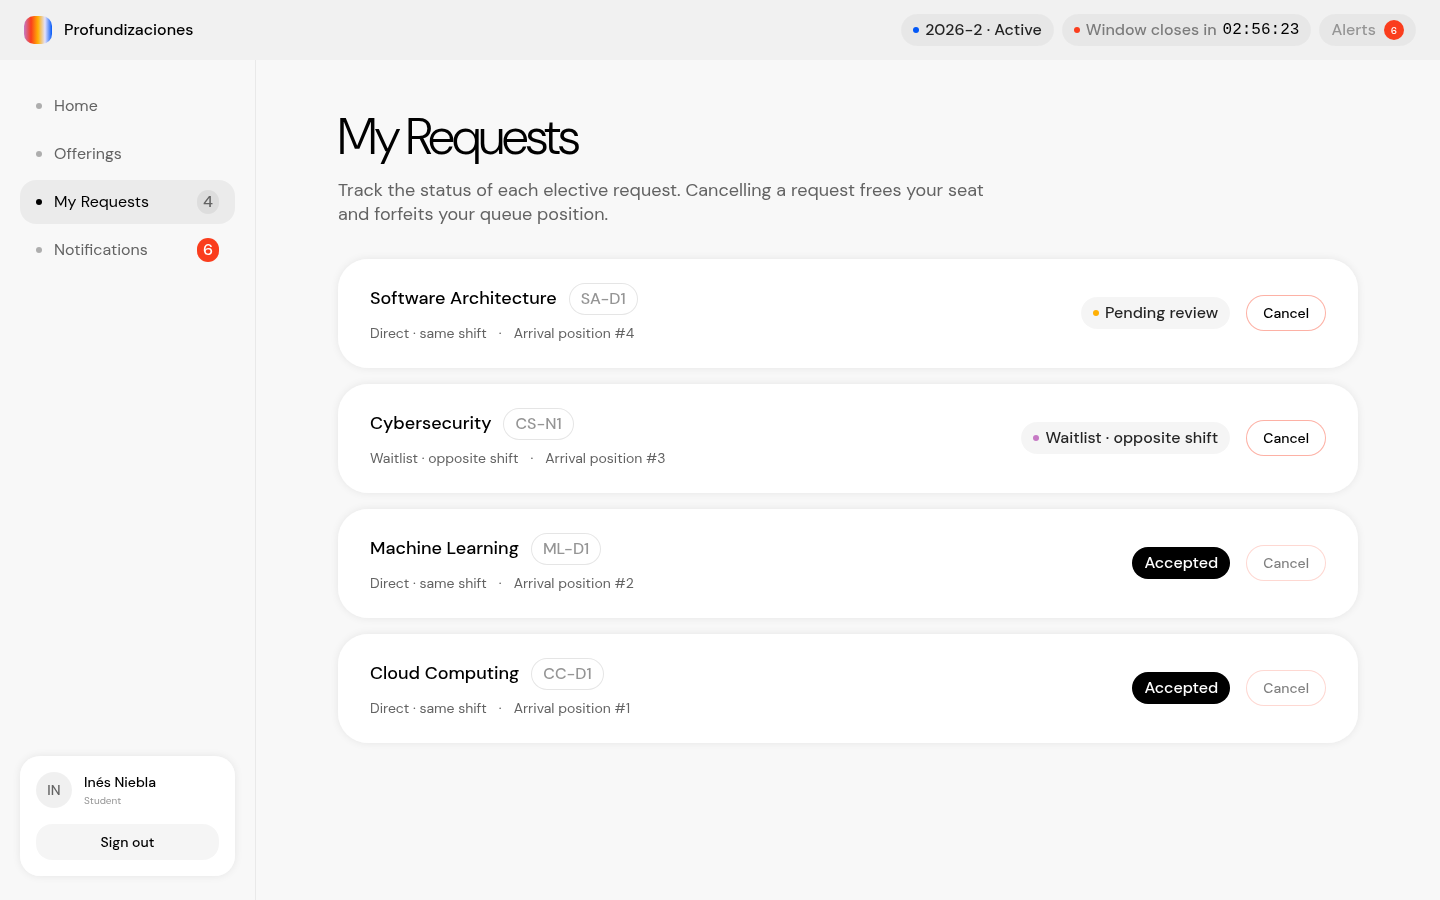 Profundizaciones
2026-2 · Active
Window closes in 02:56:23
Alerts 6
Home
Offerings
My Requests 4
Notifications 6
My Requests
Track the status of each elective request. Cancelling a request frees your seat
and forfeits your queue position.
Software Architecture SA-D1
Direct · same shift · Arrival position #4
Pending review
Cancel
Cybersecurity CS-N1
Waitlist · opposite shift · Arrival position #3
Waitlist · opposite shift
Cancel
Machine Learning ML-D1
Direct · same shift · Arrival position #2
Accepted
Cancel
Cloud Computing CC-D1
Direct · same shift · Arrival position #1
Accepted
Cancel
IN
Inés Niebla
Student
Sign out